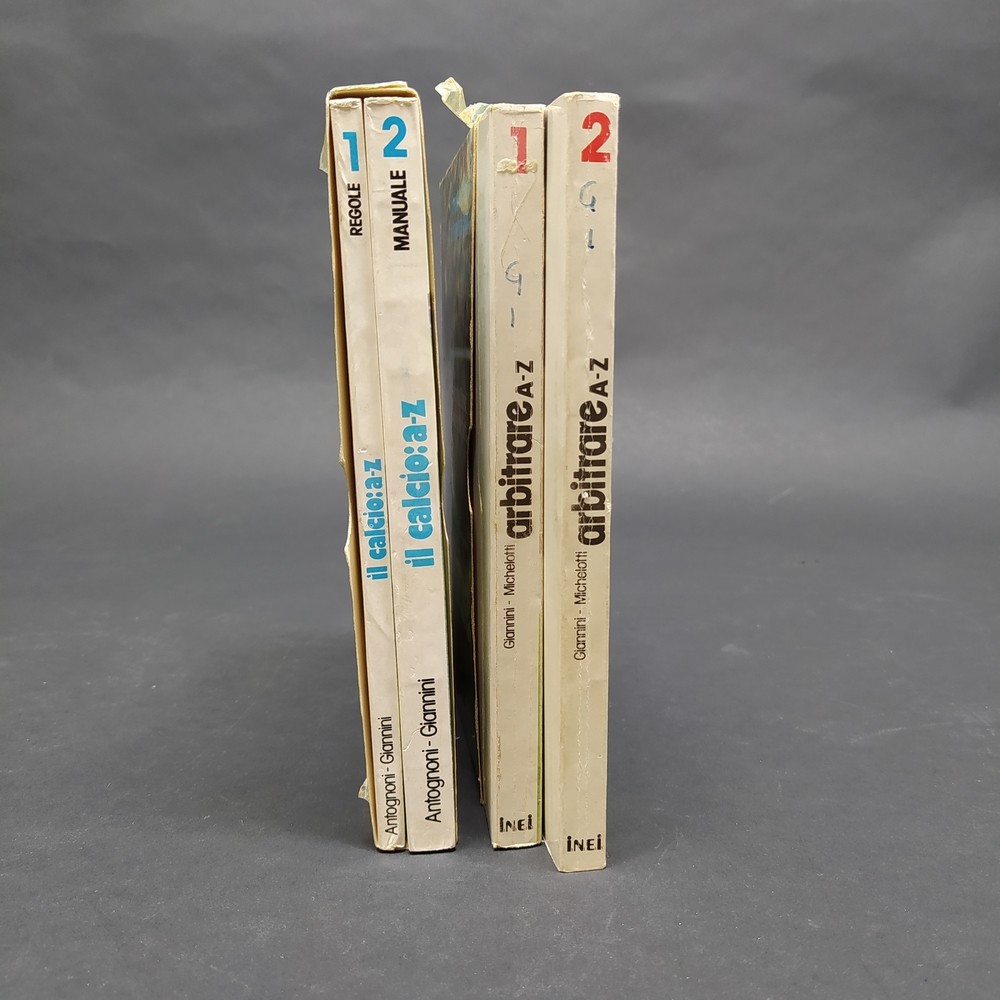 1
REGOLE
il calcio: a-z
Antognoni - Giannini
2
MANUALE
il calcio: a-z
Antognoni - Giannini
1
G
arbitrare A-Z
Giannini - Michelotti
INEI
2
G
1
arbitrare A-Z
Giannini - Michelotti
INEI